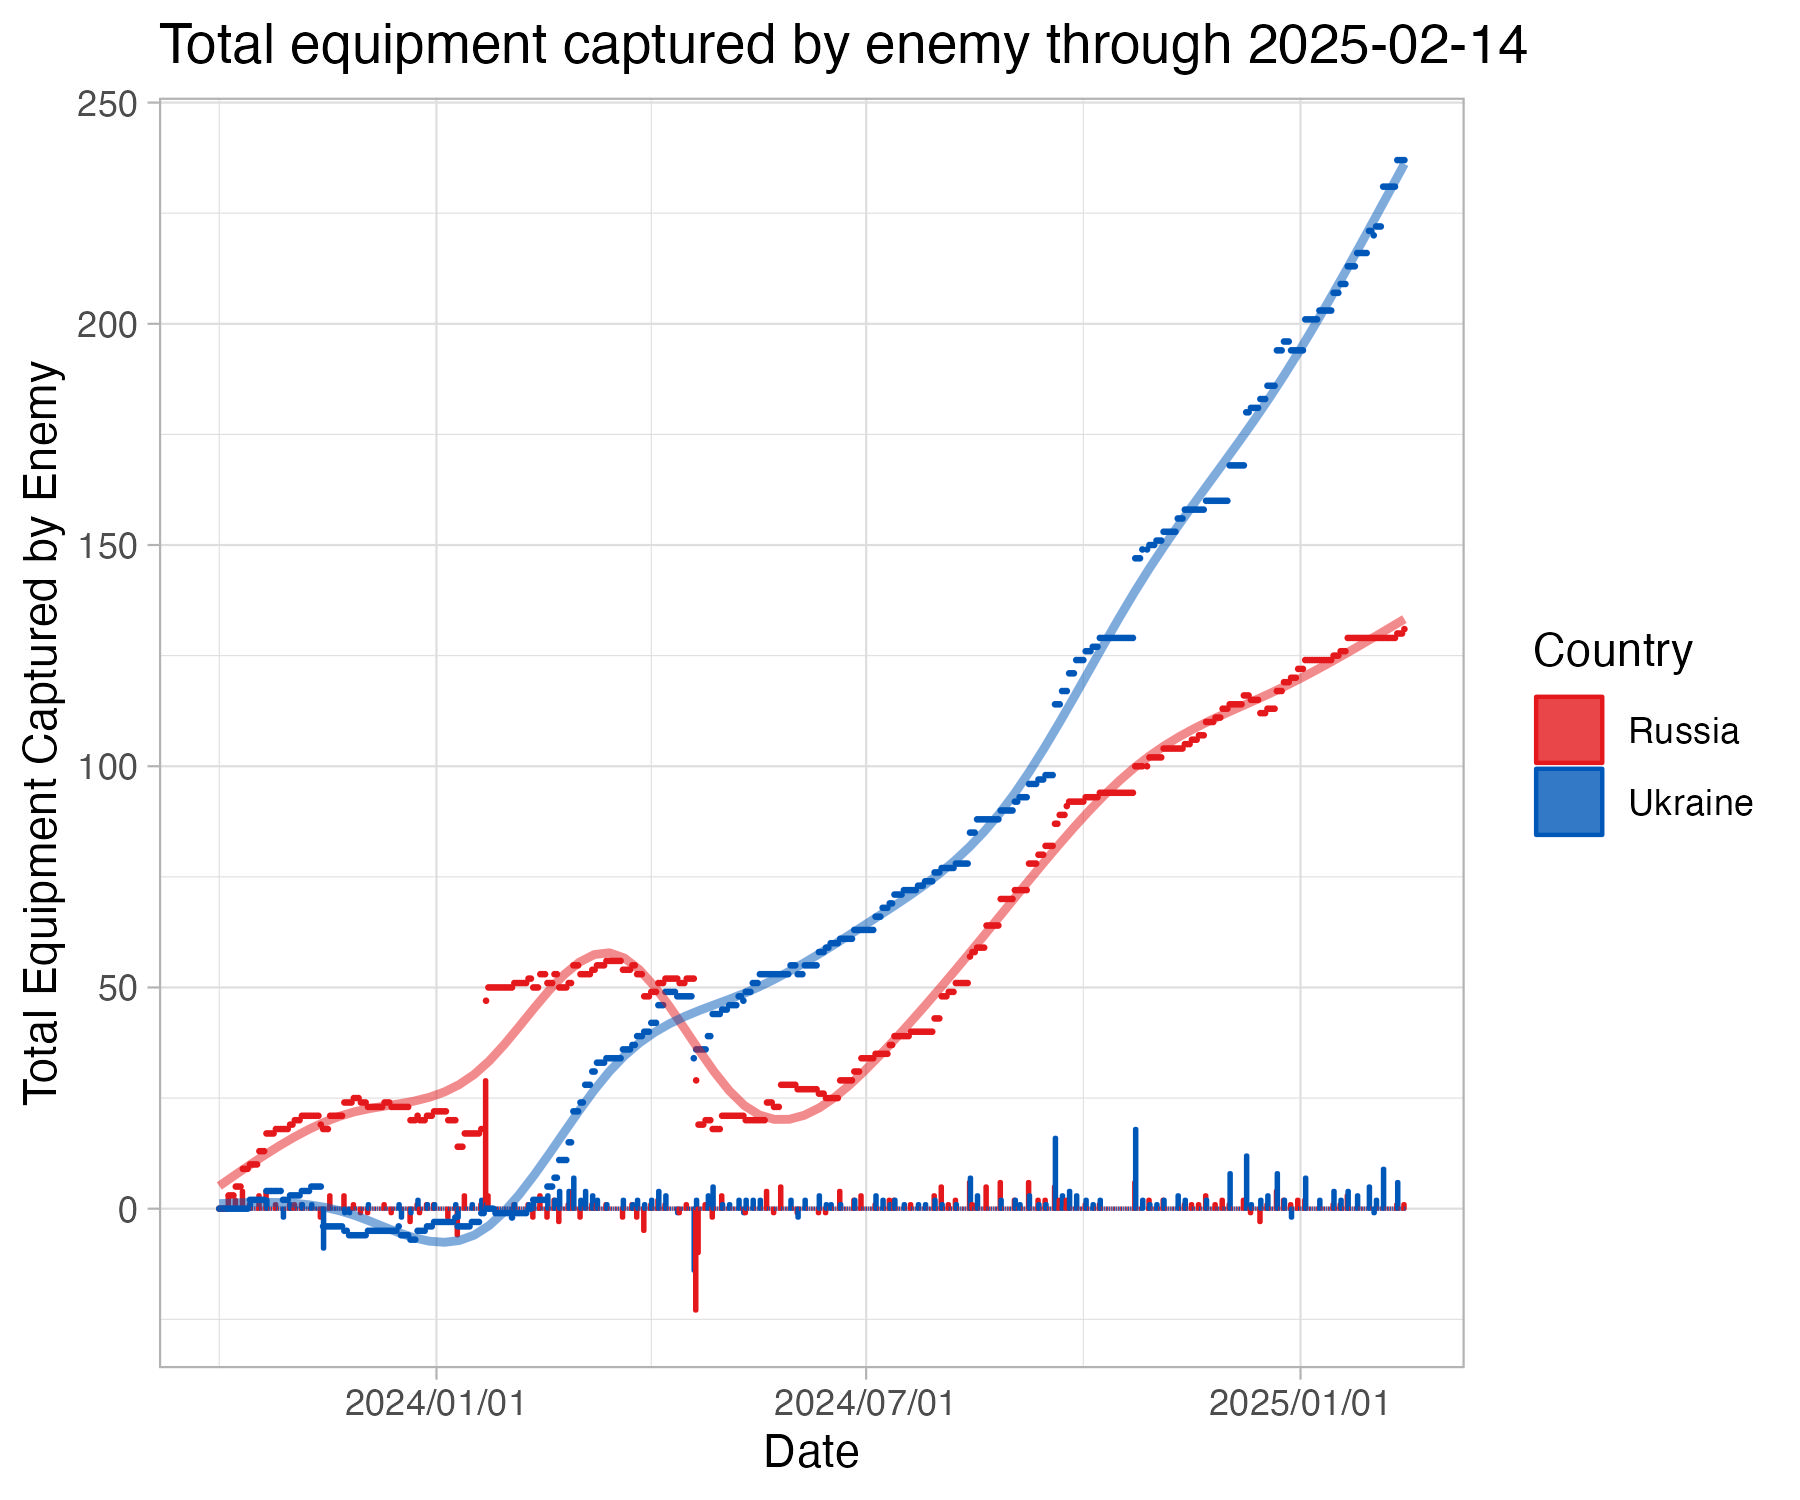 Total equipment captured by enemy through 2025-02-14
Total Equipment Captured by Enemy
250
200
150
100
50
0
2024/01/01
2024/07/01
2025/01/01
Date
Country
Russia
Ukraine